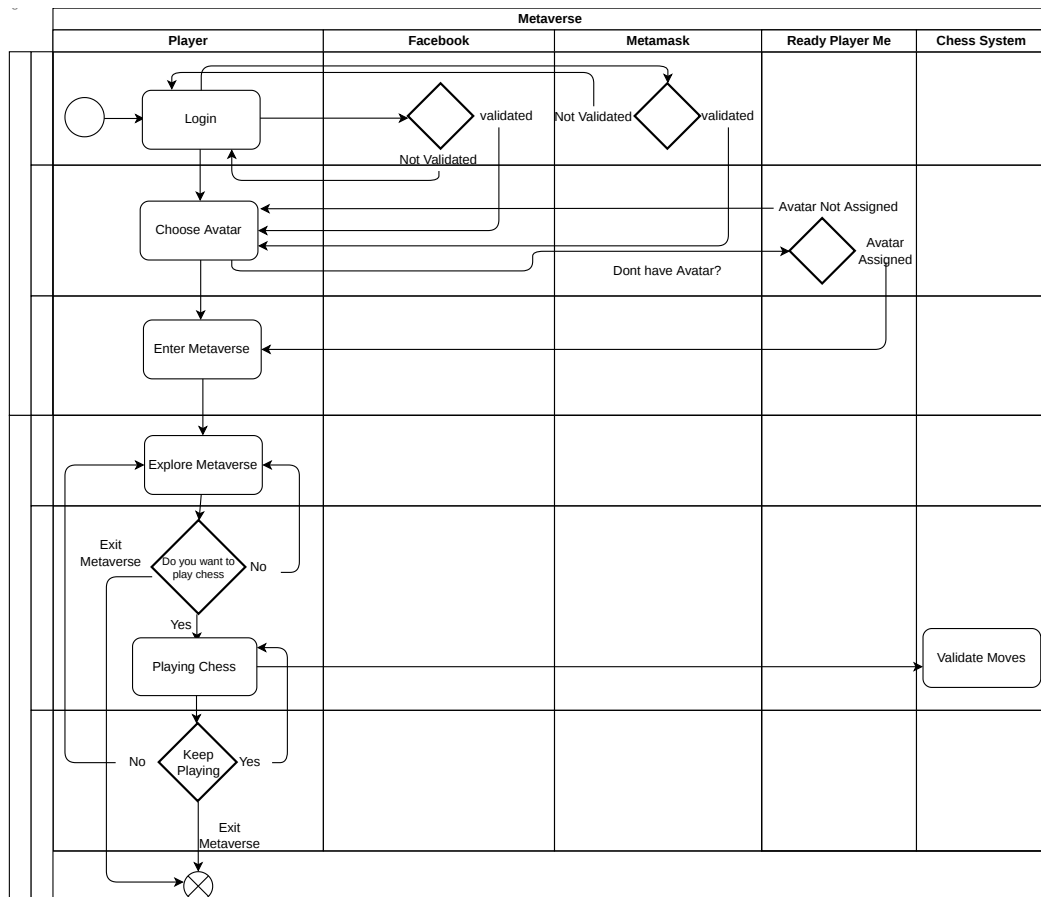 Metaverse
Player
Facebook
Metamask
Ready Player Me
Chess System
Login
validated
Not Validated
validated
Not Validated
Choose Avatar
Avatar Not Assigned
Avatar
Assigned
Dont have Avatar?
Enter Metaverse
Explore Metaverse
Exit
Metaverse
Do you want to
play chess
No
Yes
Playing Chess
Validate Moves
No
Keep
Playing
Yes
Exit
Metaverse